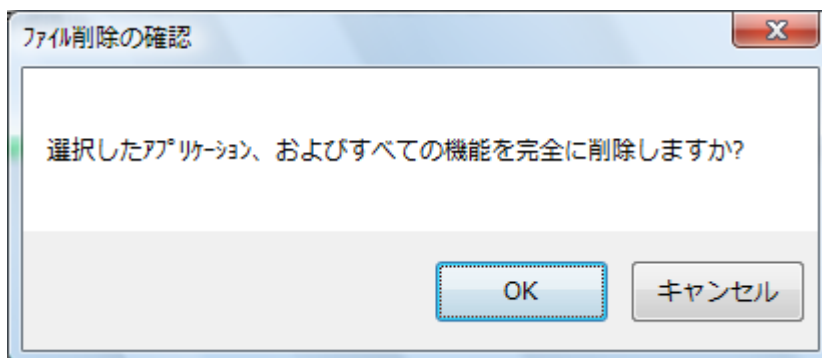 ﾌｧｲﾙ削除の確認
選択したｱﾌﾟﾘｹｰｼｮﾝ、およびすべての機能を完全に削除しますか?
OK
キャンセル